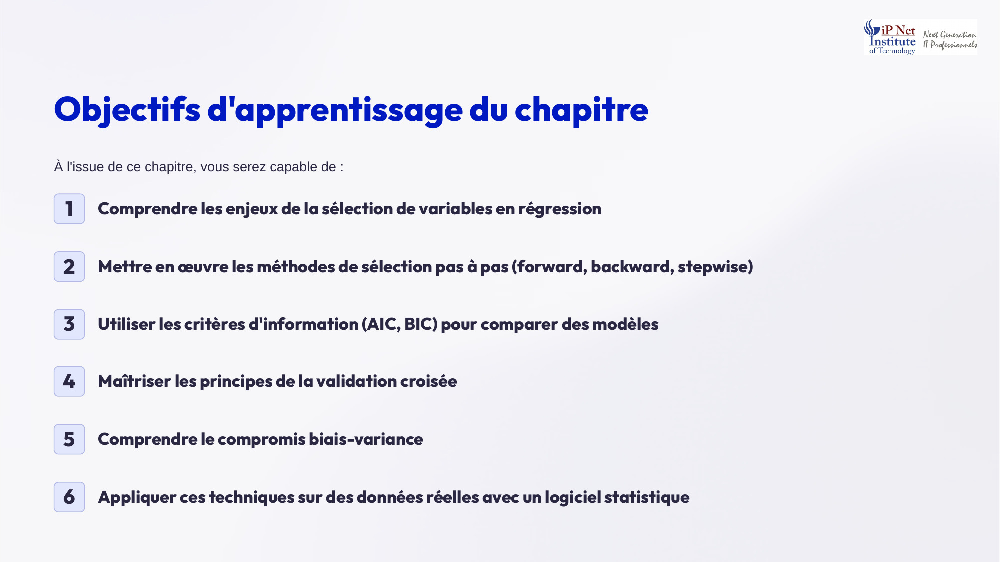 iP Net
Institute
of Technology
Next Generation
IT Professionnels
Objectifs d'apprentissage du chapitre
À l'issue de ce chapitre, vous serez capable de :
1 Comprendre les enjeux de la sélection de variables en régression
2 Mettre en œuvre les méthodes de sélection pas à pas (forward, backward, stepwise)
3 Utiliser les critères d'information (AIC, BIC) pour comparer des modèles
4 Maîtriser les principes de la validation croisée
5 Comprendre le compromis biais-variance
6 Appliquer ces techniques sur des données réelles avec un logiciel statistique